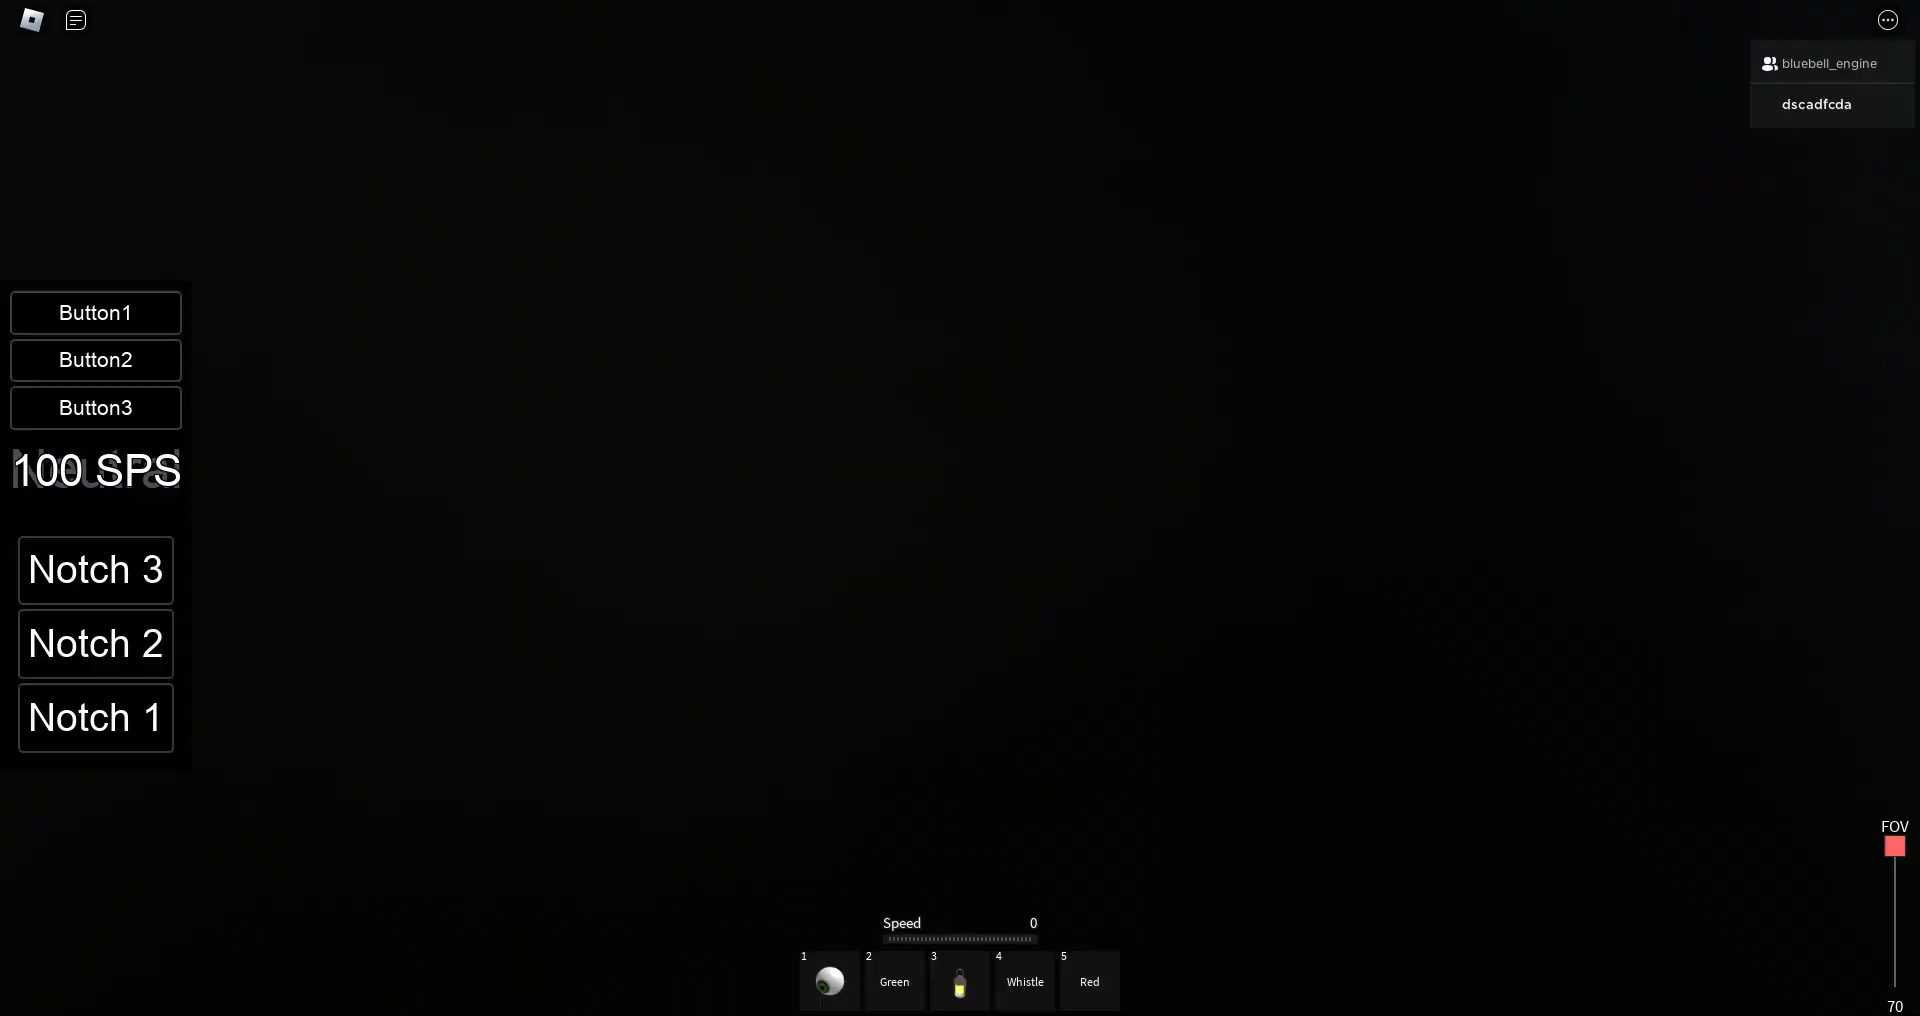 bluebell_engine
dscadfcda
Button1
Button2
Button3
Neutral
100 SPS
Notch 3
Notch 2
Notch 1
FOV
70
Speed 0
1 2 3 4 5
Green Whistle Red